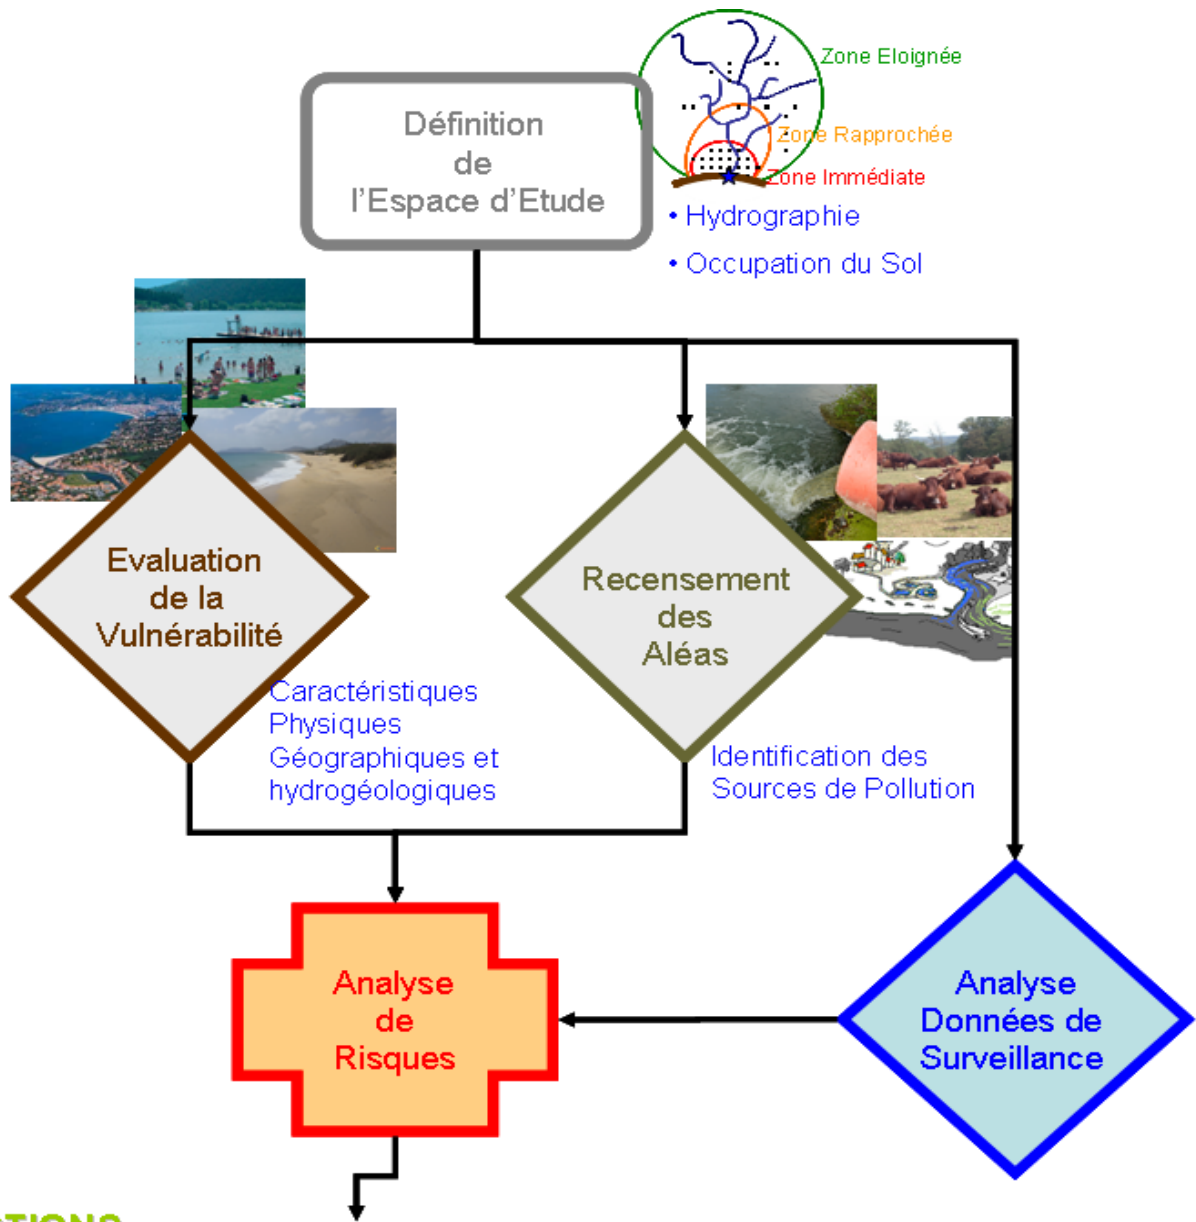 Zone Eloignée
Zone Rapprochée
Zone Immédiate
Définition
de
l'Espace d'Etude
• Hydrographie
• Occupation du Sol
Evaluation
de la
Vulnérabilité
Recensement
des
Aléas
Caractéristiques
Physiques
Géographiques et
hydrogéologiques
Identification des
Sources de Pollution
Analyse
de
Risques
Analyse
Données de
Surveillance